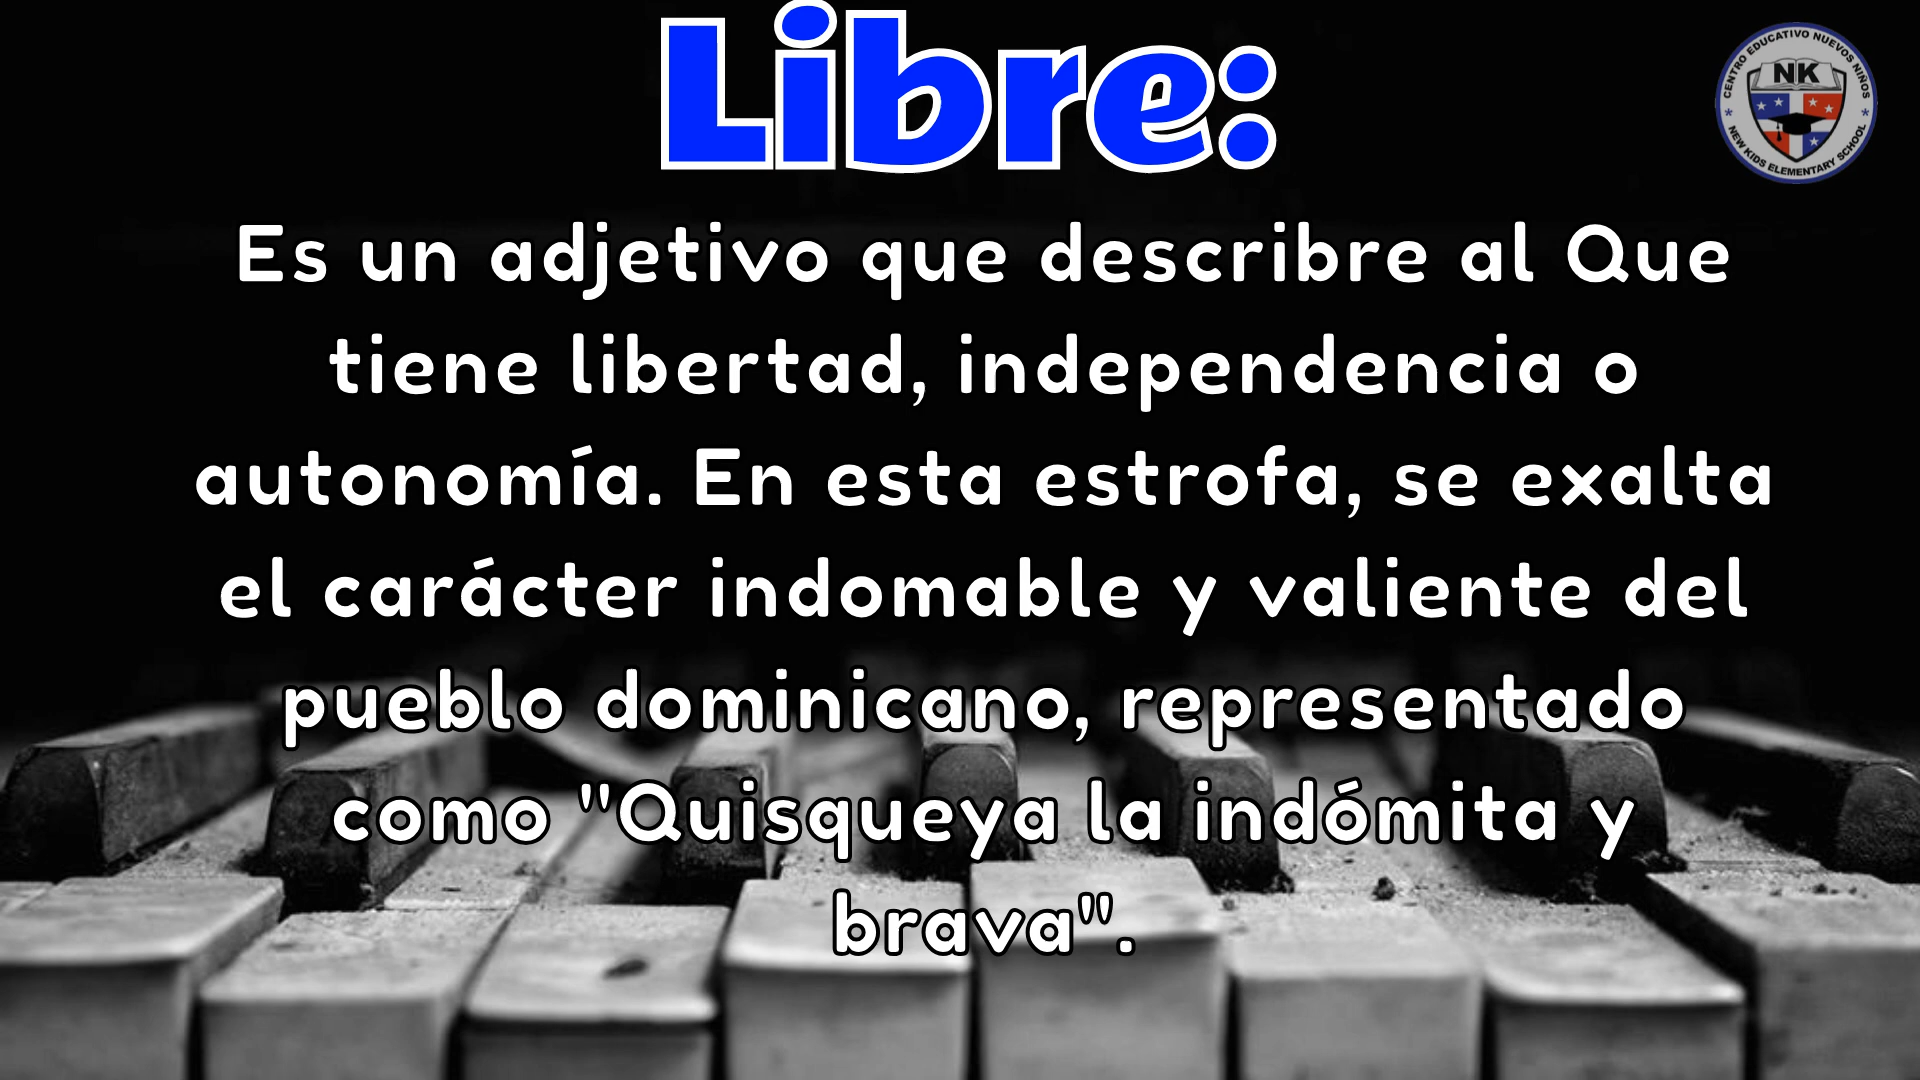 Libre:
CENTRO EDUCATIVO NUEVOS NIÑOS
NK
NEW KIDS ELEMENTARY SCHOOL
Es un adjetivo que describre al Que
tiene libertad, independencia o
autonomía. En esta estrofa, se exalta
el carácter indomable y valiente del
pueblo dominicano, representado
como "Quisqueya la indómita y
brava".